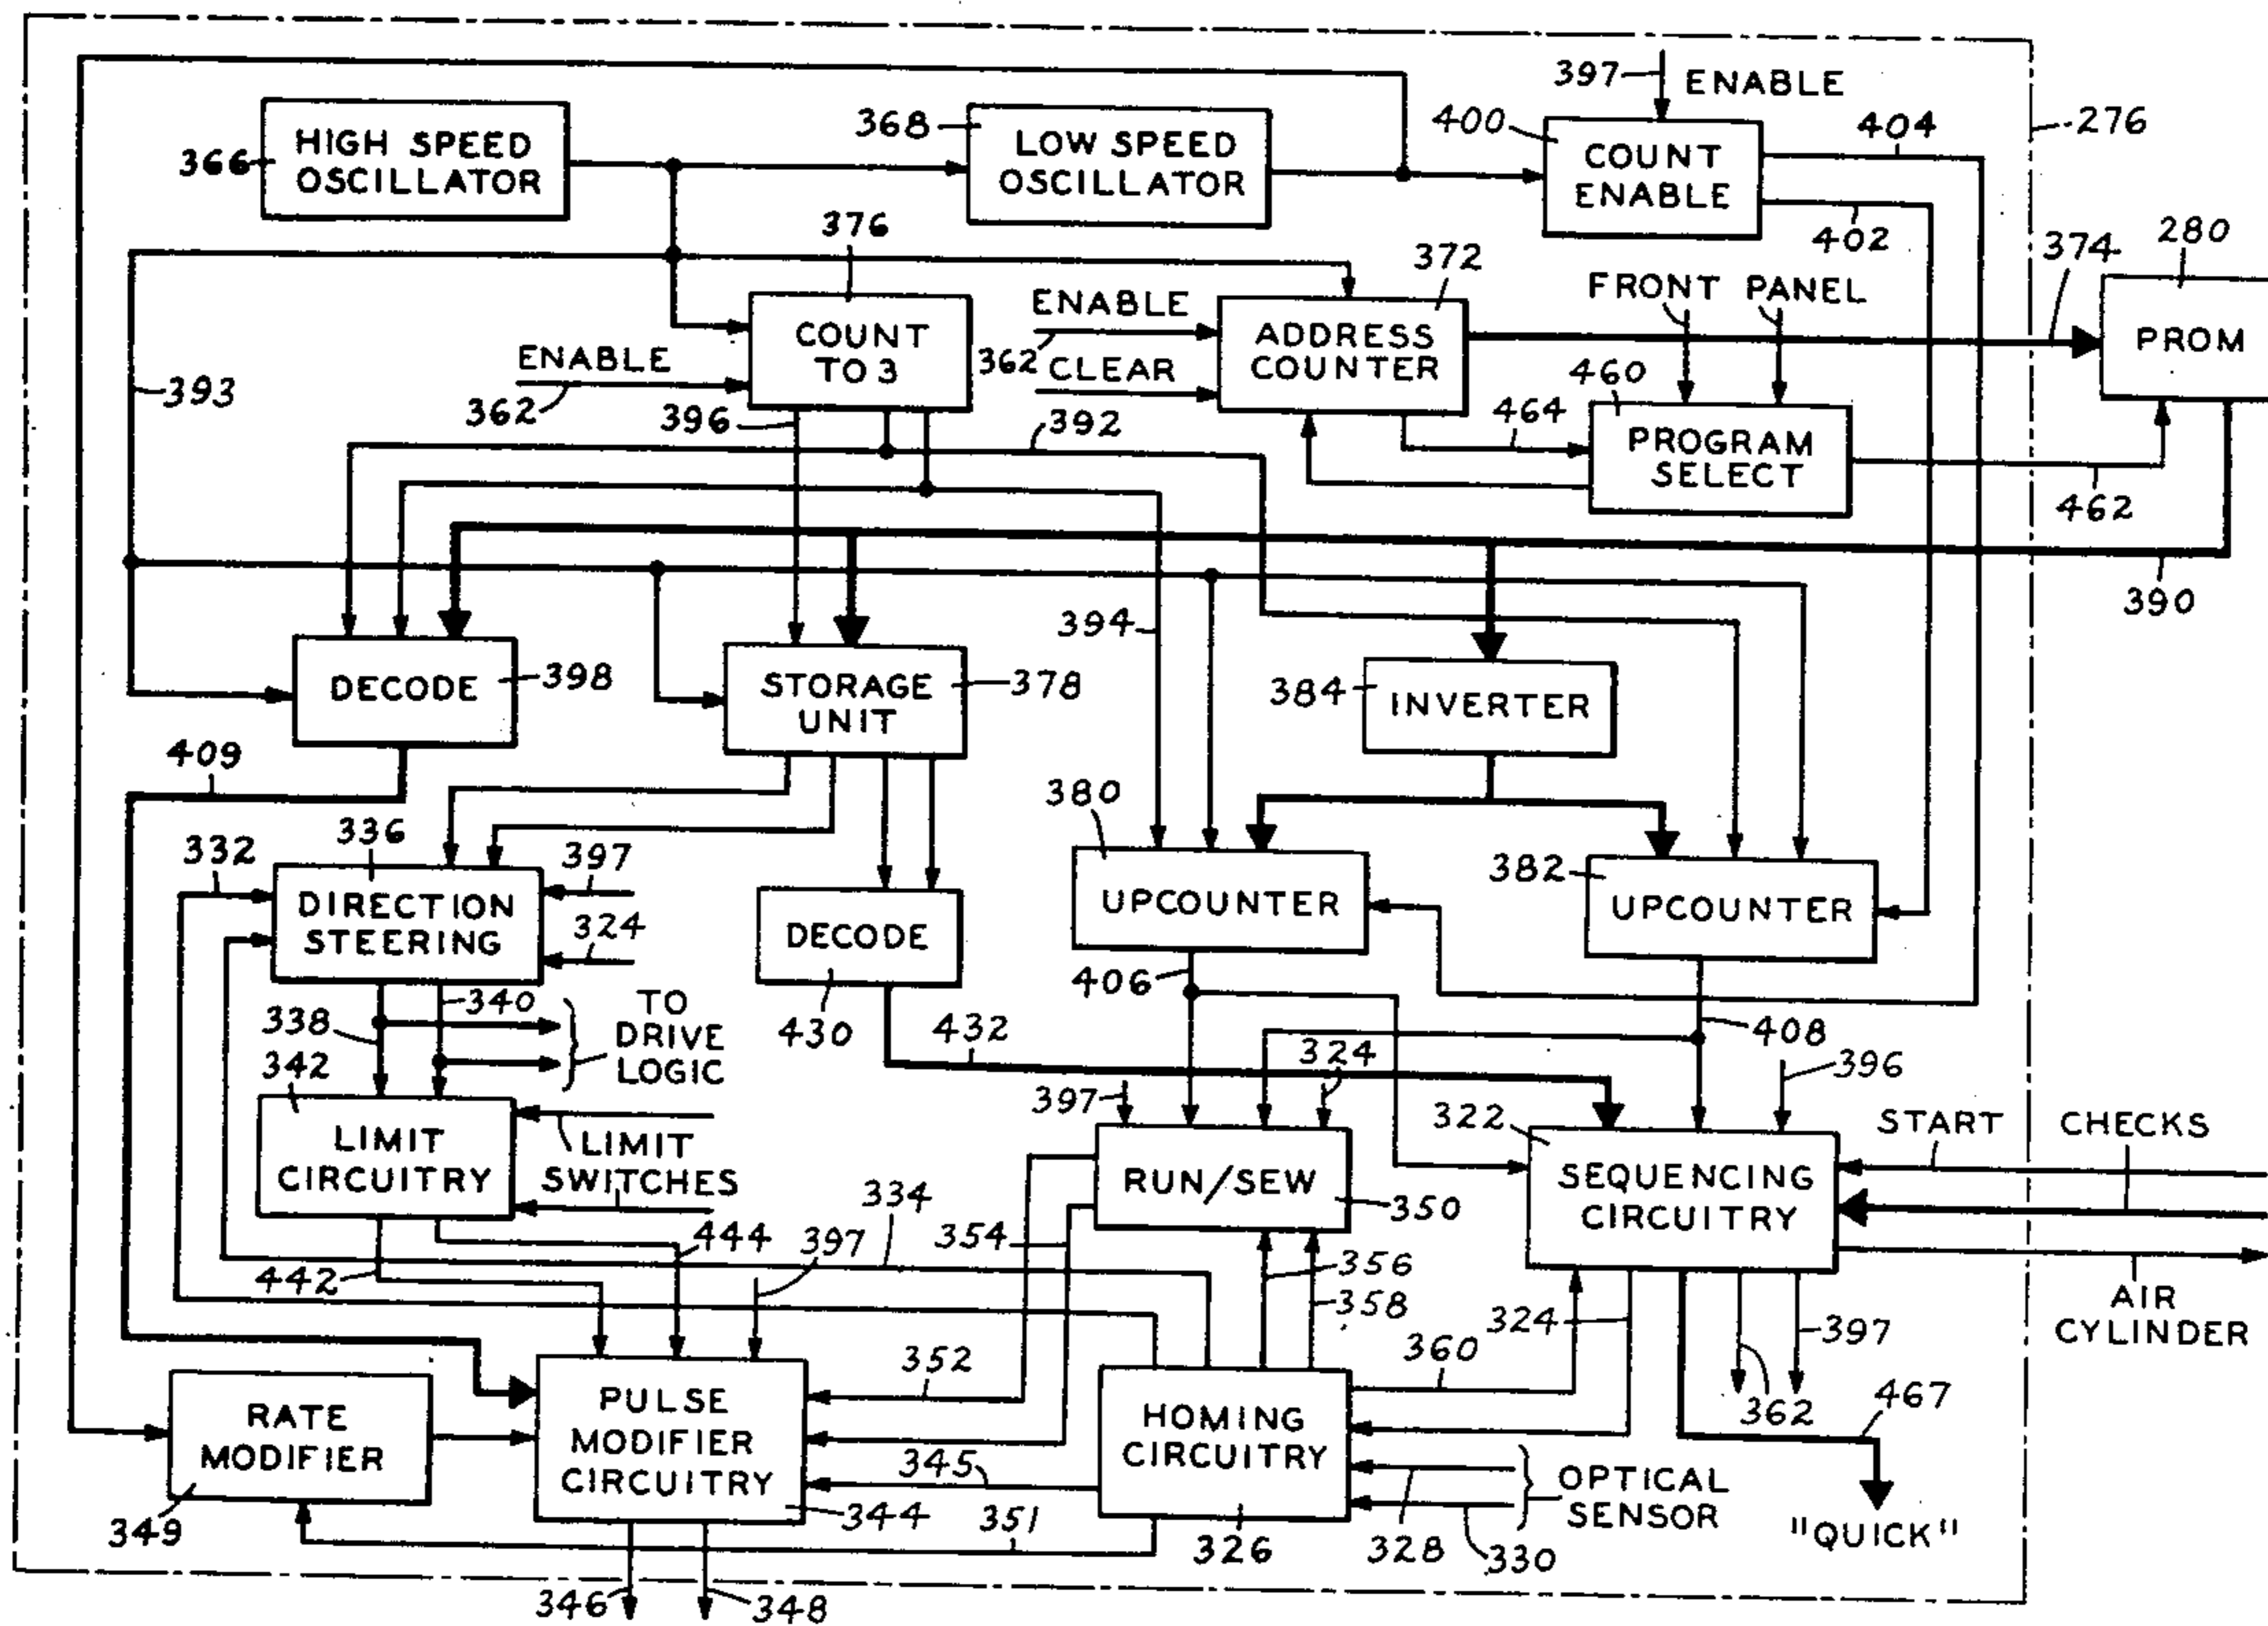 397
ENABLE
368
400
404
276
366
HIGH SPEED
OSCILLATOR
LOW SPEED
OSCILLATOR
COUNT
ENABLE
402
376
372
374
280
FRONT PANEL
ENABLE
362
CLEAR
ADDRESS
COUNTER
COUNT
TO 3
PROM
ENABLE
362
393
396
392
460
464
PROGRAM
SELECT
462
390
394
DECODE
398
STORAGE
UNIT
378
384
INVERTER
409
380
336
332
397
382
DIRECTION
STEERING
324
DECODE
UPCOUNTER
UPCOUNTER
406
340
338
TO
DRIVE
LOGIC
430
432
408
342
324
397
396
322
START
CHECKS
LIMIT
CIRCUITRY
LIMIT
SWITCHES
RUN/SEW
350
SEQUENCING
CIRCUITRY
334
444
397
354
442
356
358
324
397
AIR
CYLINDER
352
360
362
467
RATE
MODIFIER
PULSE
MODIFIER
CIRCUITRY
HOMING
CIRCUITRY
345
OPTICAL
SENSOR
349
344
351
326
328
330
"QUICK"
346
348